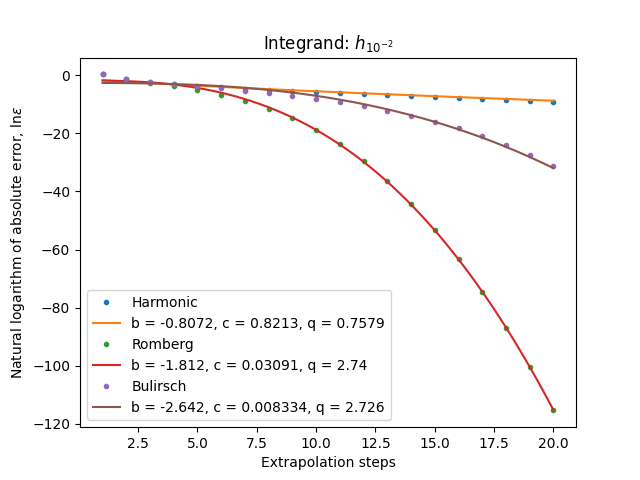 Integrand: h₁₀₋₂
Natural logarithm of absolute error, lnε
0
−20
−40
−60
−80
−100
−120
Harmonic
b = -0.8072, c = 0.8213, q = 0.7579
Romberg
b = -1.812, c = 0.03091, q = 2.74
Bulirsch
b = -2.642, c = 0.008334, q = 2.726
2.5 5.0 7.5 10.0 12.5 15.0 17.5 20.0
Extrapolation steps